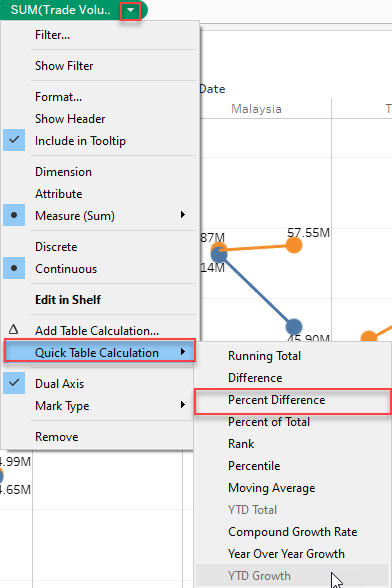 SUM(Trade Volu..
Filter...
Show Filter
Format...
Show Header
Include in Tooltip
Dimension
Attribute
Measure (Sum)
Discrete
Continuous
Edit in Shelf
Add Table Calculation...
Quick Table Calculation
Dual Axis
Mark Type
Remove
Running Total
Difference
Percent Difference
Percent of Total
Rank
Percentile
Moving Average
YTD Total
Compound Growth Rate
Year Over Year Growth
YTD Growth
Date
Malaysia
T
87M
57.55M
14M
45.90M
4.99M
4.65M